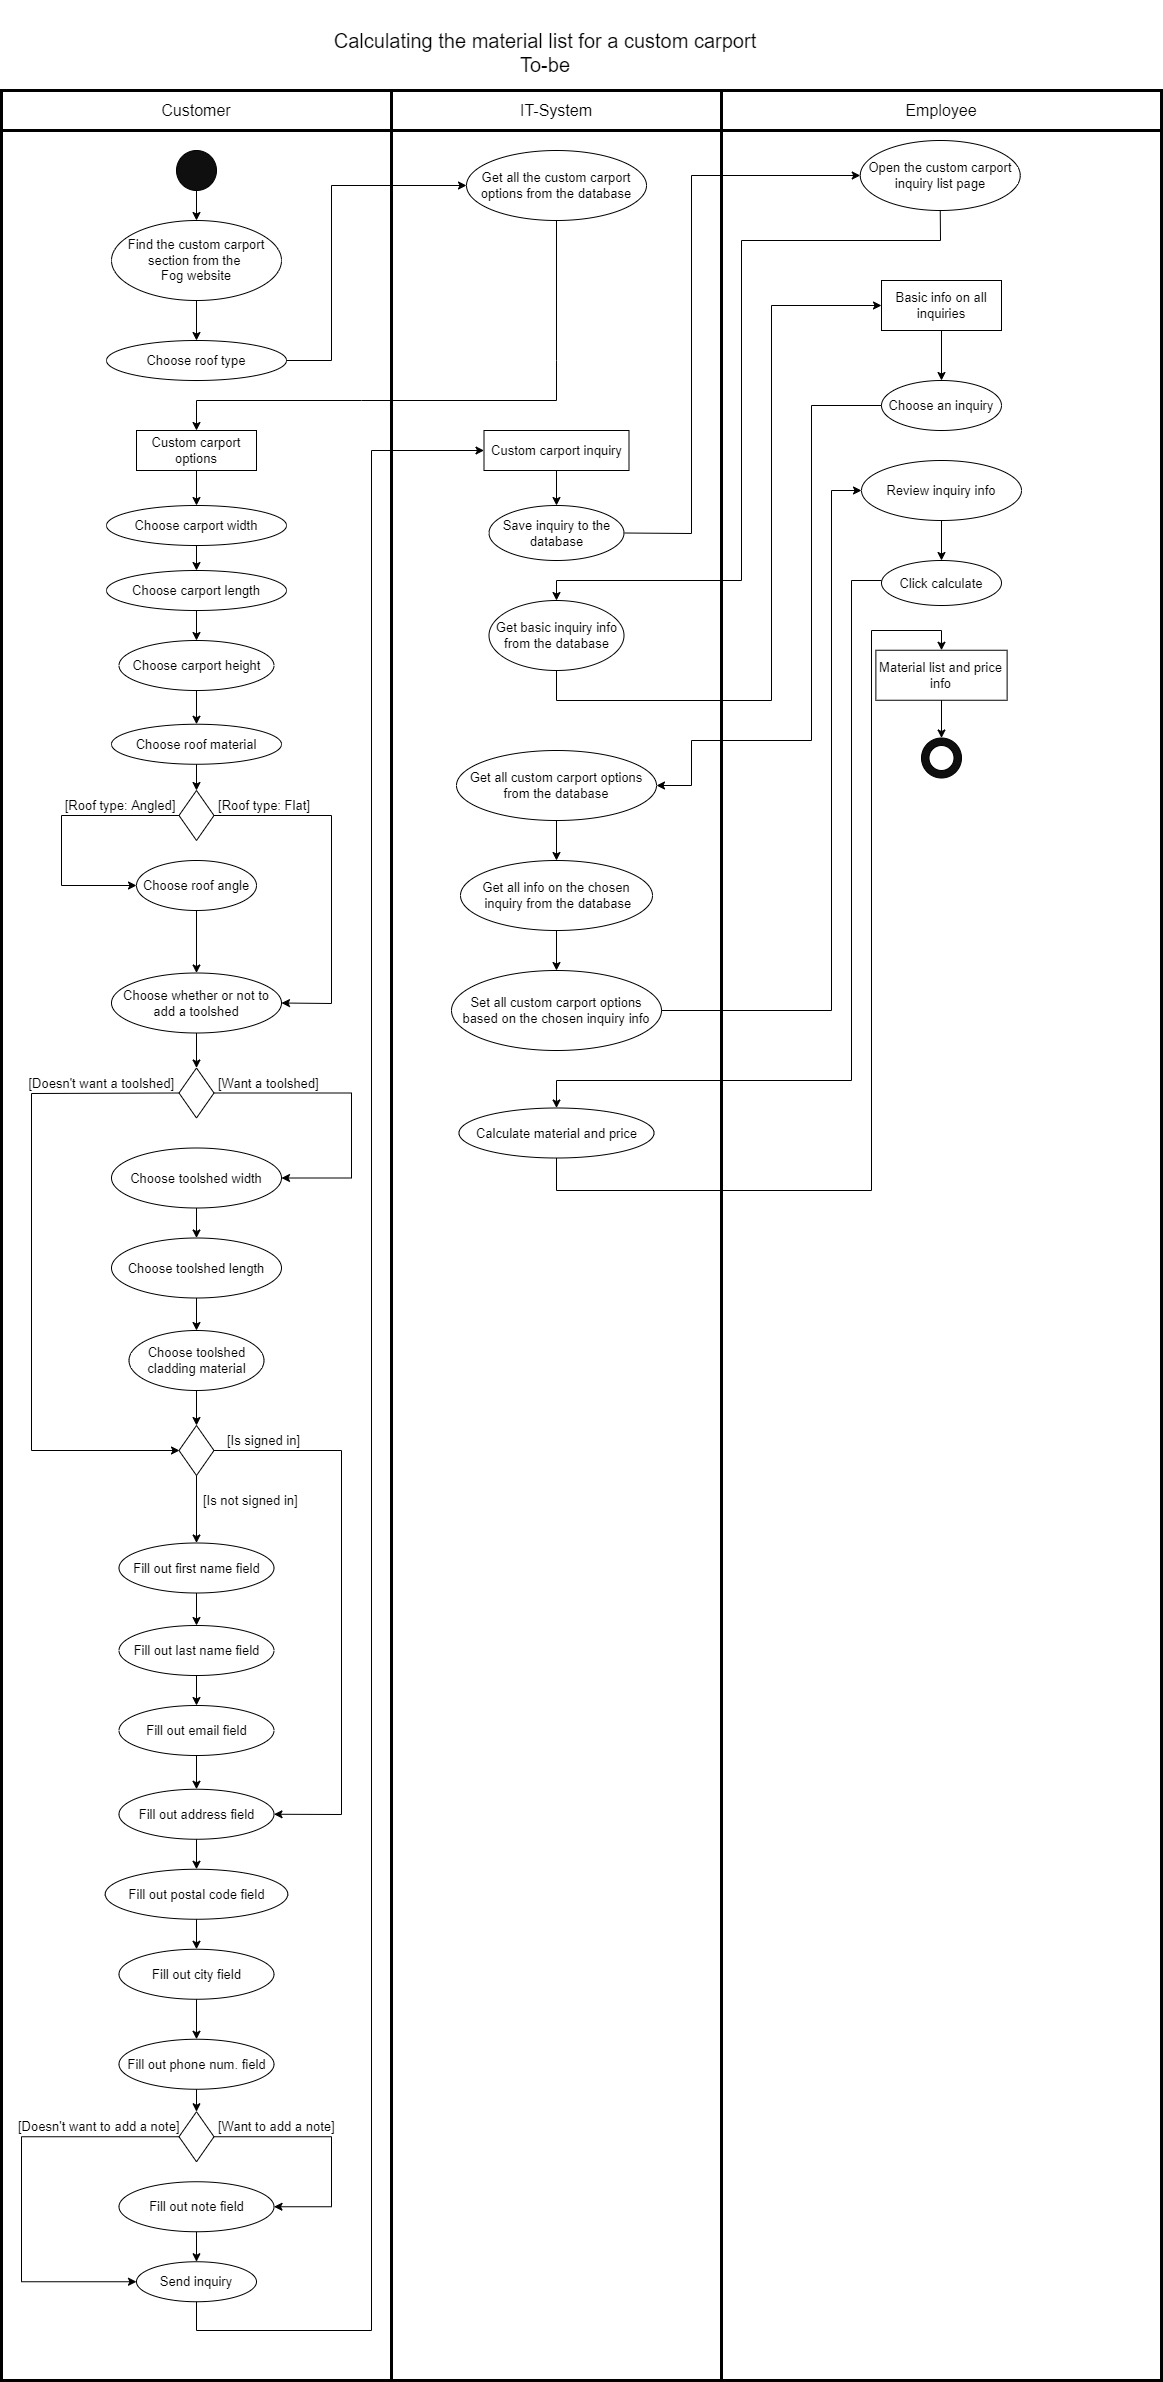 Calculating the material list for a custom carport
To-be
Customer
IT-System
Employee
Find the custom carport
section from the
Fog website
Choose roof type
Custom carport
options
Choose carport width
Choose carport length
Choose carport height
Choose roof material
[Roof type: Angled]
[Roof type: Flat]
Choose roof angle
Choose whether or not to
add a toolshed
[Doesn't want a toolshed]
[Want a toolshed]
Choose toolshed width
Choose toolshed length
Choose toolshed
cladding material
[Is signed in]
[Is not signed in]
Fill out first name field
Fill out last name field
Fill out email field
Fill out address field
Fill out postal code field
Fill out city field
Fill out phone num. field
[Doesn't want to add a note]
[Want to add a note]
Fill out note field
Send inquiry
Get all the custom carport
options from the database
Custom carport inquiry
Save inquiry to the
database
Get basic inquiry info
from the database
Get all custom carport options
from the database
Get all info on the chosen
inquiry from the database
Set all custom carport options
based on the chosen inquiry info
Calculate material and price
Open the custom carport
inquiry list page
Basic info on all
inquiries
Choose an inquiry
Review inquiry info
Click calculate
Material list and price
info